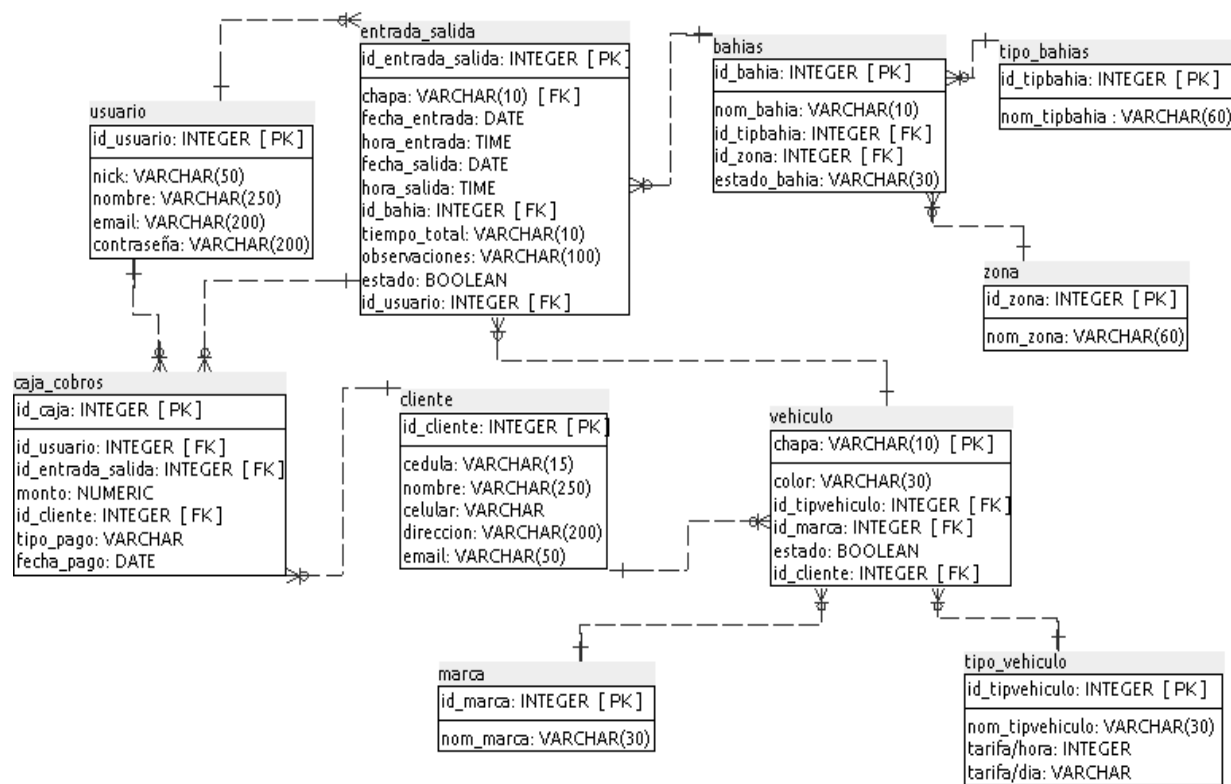 entrada_salida
id_entrada_salida: INTEGER [ PK ]
chapa: VARCHAR(10) [ FK ]
fecha_entrada: DATE
hora_entrada: TIME
fecha_salida: DATE
hora_salida: TIME
id_bahia: INTEGER [ FK ]
tiempo_total: VARCHAR(10)
observaciones: VARCHAR(100)
estado: BOOLEAN
id_usuario: INTEGER [ FK ]
bahias
id_bahia: INTEGER [ PK ]
nom_bahia: VARCHAR(10)
id_tipbahia: INTEGER [ FK ]
id_zona: INTEGER [ FK ]
estado_bahia: VARCHAR(30)
tipo_bahias
id_tipbahia: INTEGER [ PK ]
nom_tipbahia : VARCHAR(60)
usuario
id_usuario: INTEGER [ PK ]
nick: VARCHAR(50)
nombre: VARCHAR(250)
email: VARCHAR(200)
contraseña: VARCHAR(200)
zona
id_zona: INTEGER [ PK ]
nom_zona: VARCHAR(60)
caja_cobros
id_caja: INTEGER [ PK ]
id_usuario: INTEGER [ FK ]
id_entrada_salida: INTEGER [ FK ]
monto: NUMERIC
id_cliente: INTEGER [ FK ]
tipo_pago: VARCHAR
fecha_pago: DATE
cliente
id_cliente: INTEGER [ PK ]
cedula: VARCHAR(15)
nombre: VARCHAR(250)
celular: VARCHAR
direccion: VARCHAR(200)
email: VARCHAR(50)
vehiculo
chapa: VARCHAR(10) [ PK ]
color: VARCHAR(30)
id_tipvehiculo: INTEGER [ FK ]
id_marca: INTEGER [ FK ]
estado: BOOLEAN
id_cliente: INTEGER [ FK ]
marca
id_marca: INTEGER [ PK ]
nom_marca: VARCHAR(30)
tipo_vehiculo
id_tipvehiculo: INTEGER [ PK ]
nom_tipvehiculo: VARCHAR(30)
tarifa/hora: INTEGER
tarifa/dia: VARCHAR